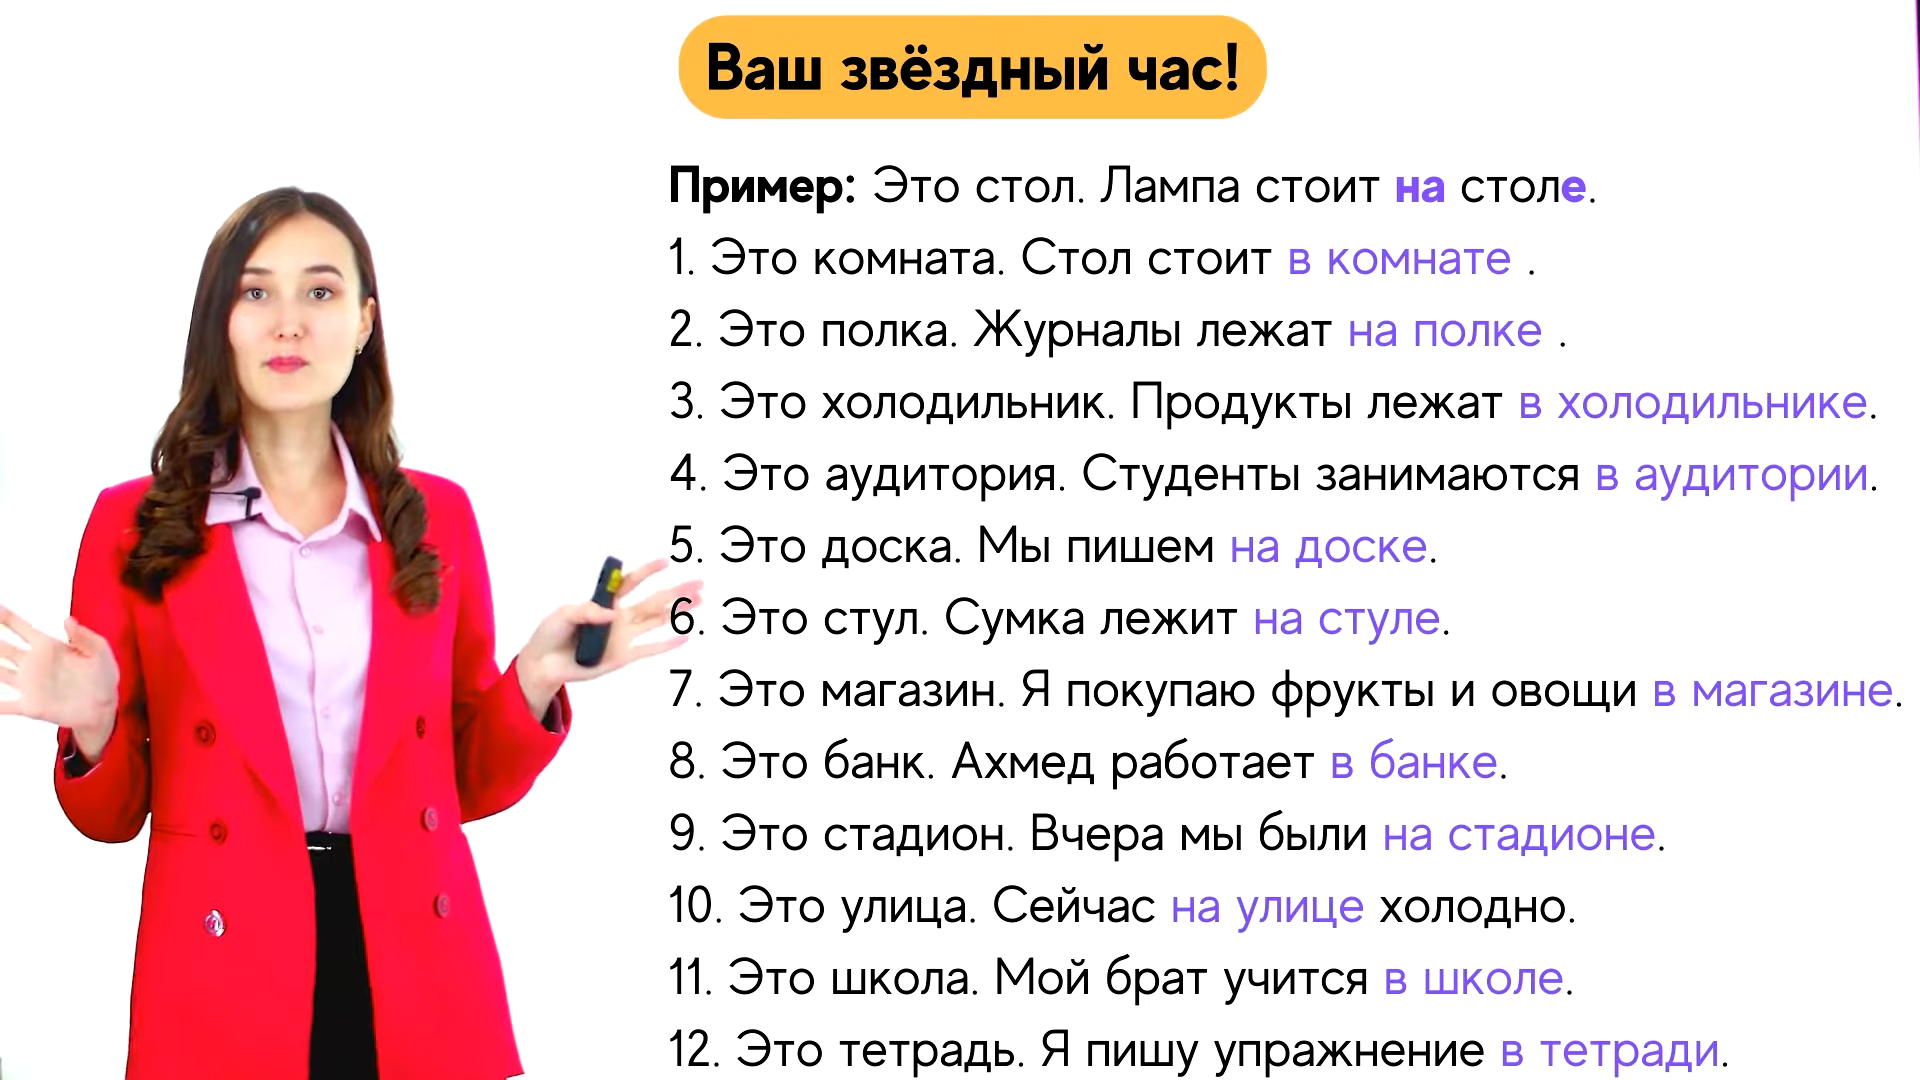 Ваш звёздный час!
Пример: Это стол. Лампа стоит на столе.
1. Это комната. Стол стоит в комнате .
2. Это полка. Журналы лежат на полке .
3. Это холодильник. Продукты лежат в холодильнике.
4. Это аудитория. Студенты занимаются в аудитории.
5. Это доска. Мы пишем на доске.
6. Это стул. Сумка лежит на стуле.
7. Это магазин. Я покупаю фрукты и овощи в магазине.
8. Это банк. Ахмед работает в банке.
9. Это стадион. Вчера мы были на стадионе.
10. Это улица. Сейчас на улице холодно.
11. Это школа. Мой брат учится в школе.
12. Это тетрадь. Я пишу упражнение в тетради.